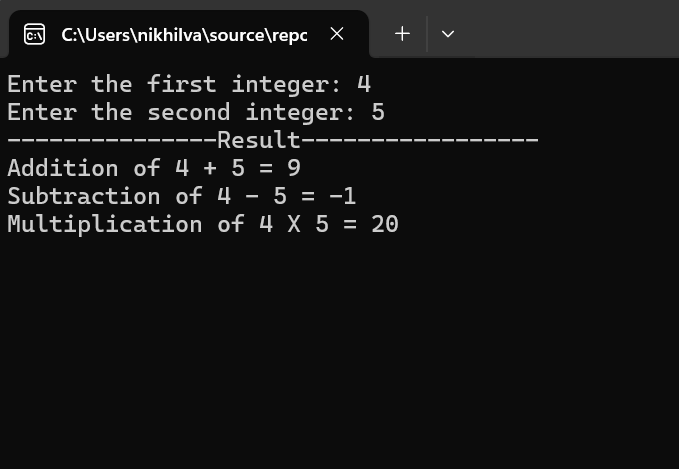 C:\Users\nikhilva\source\repc
Enter the first integer: 4
Enter the second integer: 5
---------------Result-----------------
Addition of 4 + 5 = 9
Subtraction of 4 - 5 = -1
Multiplication of 4 X 5 = 20